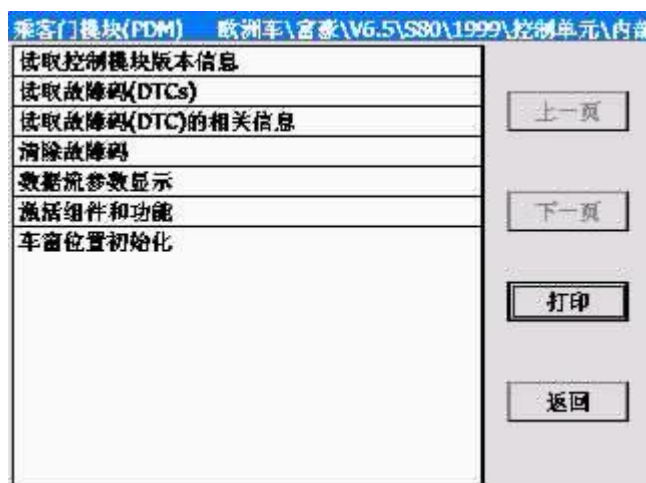 乘客门模块(PDM) 欧洲车\富豪\V6.5\S80\1999\控制单元\内部
读取控制模块版本信息
读取故障码(DTCs)
读取故障码(DTC)的相关信息
清除故障码
数据流参数显示
激活组件和功能
车窗位置初始化
上一页
下一页
打印
返回